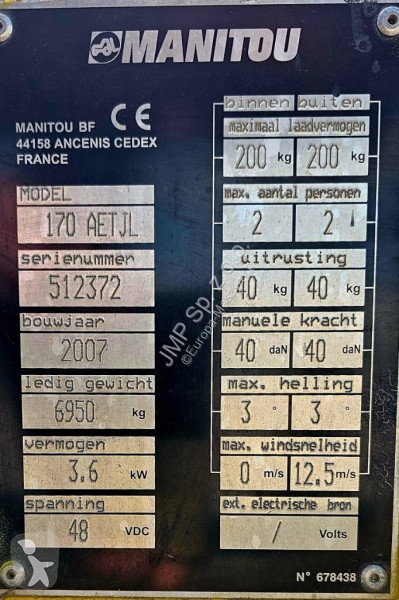 MANITOU
MANITOU BF CE
44158 ANCENIS CEDEX
FRANCE
MODEL
170 AETJL
serienummer
512372
bouwjaar
2007
ledig gewicht
6950 kg
vermogen
3.6 kW
spanning
48 VDC
binnen buiten
maximaal laadvermogen
200 kg 200 kg
max. aantal personen
2 2
uitrusting
40 kg 40 kg
manuele kracht
40 daN 40 daN
max. helling
3 ° 3 °
max. windsnelheid
0 m/s 12.5 m/s
ext. electrische bron
/ Volts
N° 678438
JMP Sp. z o.o.